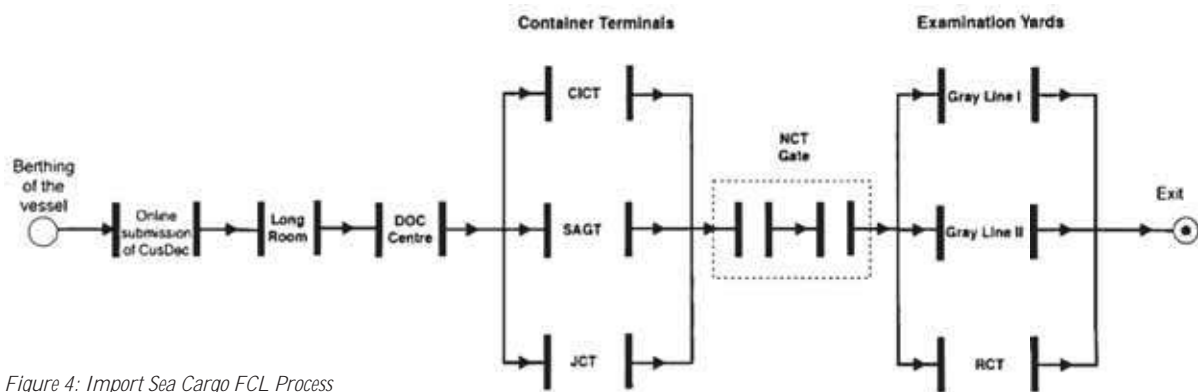 Container Terminals
Examination Yards
Berthing
of the
vessel
Online
submission
of CusDec
Long
Room
DOC
Centre
CICT
SAGT
JCT
NCT
Gate
Gray Line I
Gray Line II
RCT
Exit
Figure 4: Import Sea Cargo FCL Process